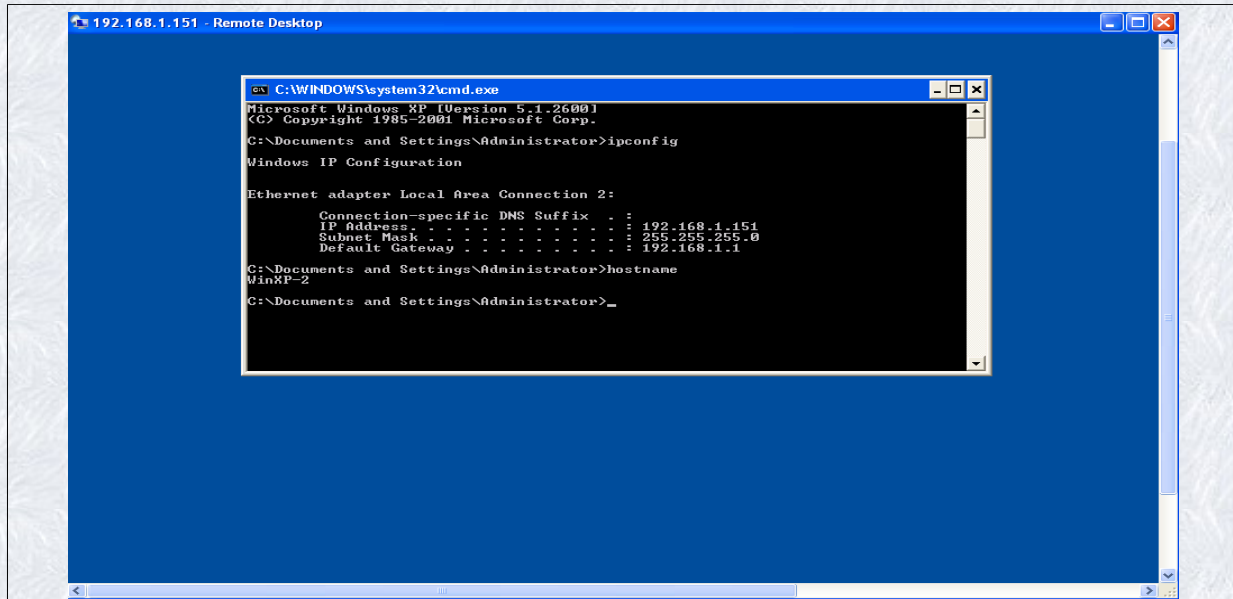 192.168.1.151 - Remote Desktop
C:\WINDOWS\system32\cmd.exe
Microsoft Windows XP [Version 5.1.2600]
(C) Copyright 1985-2001 Microsoft Corp.
C:\Documents and Settings\Administrator>ipconfig
Windows IP Configuration
Ethernet adapter Local Area Connection 2:
Connection-specific DNS Suffix . :
IP Address. . . . . . . . . . . . : 192.168.1.151
Subnet Mask . . . . . . . . . . . : 255.255.255.0
Default Gateway . . . . . . . . . : 192.168.1.1
C:\Documents and Settings\Administrator>hostname
WinXP-2
C:\Documents and Settings\Administrator>_